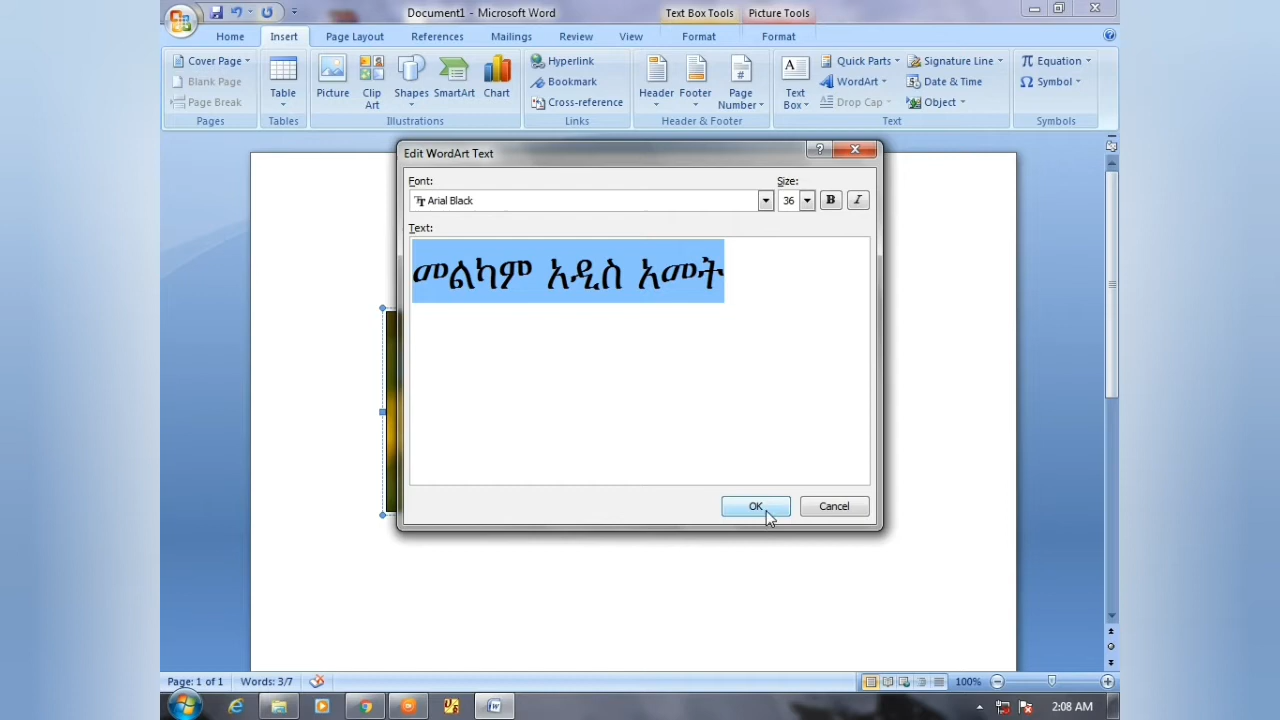 Document1 - Microsoft Word
Text Box Tools
Picture Tools
Home
Insert
Page Layout
References
Mailings
Review
View
Format
Format
Cover Page
Blank Page
Page Break
Pages
Table
Tables
Picture
Clip Art
Shapes
SmartArt
Chart
Illustrations
Hyperlink
Bookmark
Cross-reference
Links
Header
Footer
Page Number
Header & Footer
Text Box
Quick Parts
WordArt
Drop Cap
Signature Line
Date & Time
Object
Text
Equation
Symbol
Symbols
Edit WordArt Text
Font:
Size:
Arial Black
36
B
I
Text:
መልካም አዲስ አመት
OK
Cancel
Page: 1 of 1
Words: 3/7
100%
2:08 AM